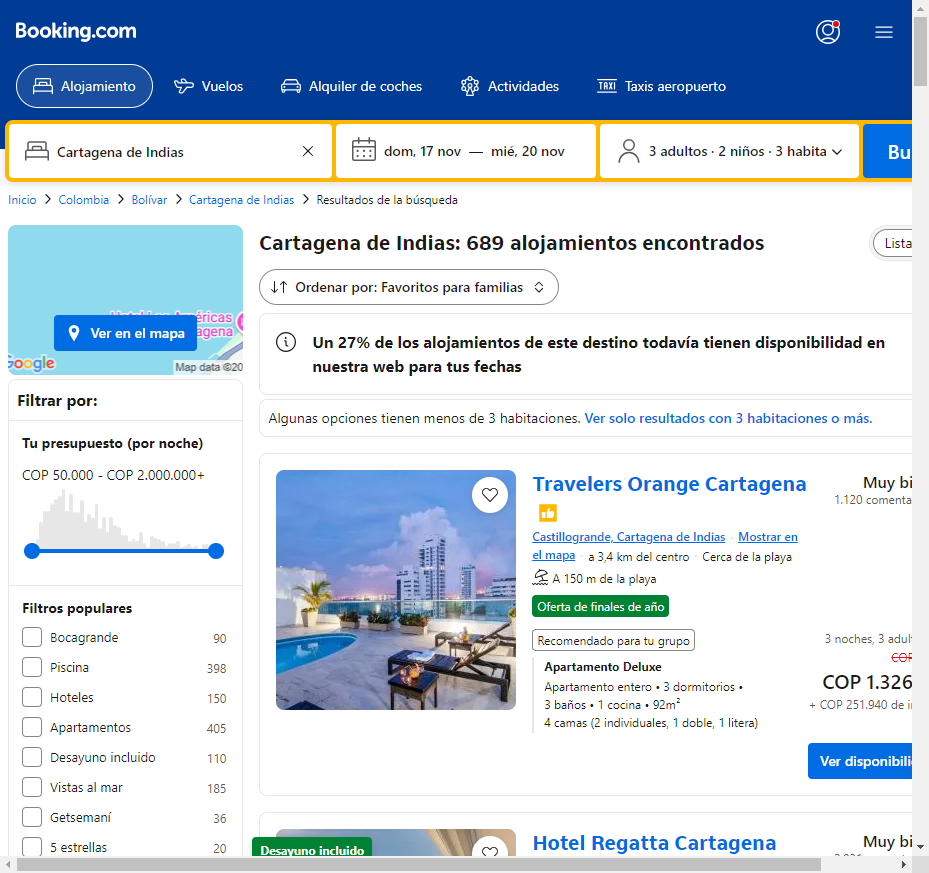 Booking.com
Alojamiento
Vuelos
Alquiler de coches
Actividades
TAXI
Taxis aeropuerto
Cartagena de Indias
dom, 17 nov — mié, 20 nov
3 adultos · 2 niños · 3 habita
Bu
Inicio > Colombia > Bolívar > Cartagena de Indias > Resultados de la búsqueda
Ver en el mapa
Google
Map data ©20
Filtrar por:
Tu presupuesto (por noche)
COP 50.000 - COP 2.000.000+
Filtros populares
Bocagrande 90
Piscina 398
Hoteles 150
Apartamentos 405
Desayuno incluido 110
Vistas al mar 185
Getsemaní 36
5 estrellas 20
Cartagena de Indias: 689 alojamientos encontrados
Lista
Ordenar por: Favoritos para familias
Un 27% de los alojamientos de este destino todavía tienen disponibilidad en
nuestra web para tus fechas
Algunas opciones tienen menos de 3 habitaciones. Ver solo resultados con 3 habitaciones o más.
Travelers Orange Cartagena
Muy bi
1.120 comenta
Castillogrande, Cartagena de Indias · Mostrar en
el mapa · a 3,4 km del centro · Cerca de la playa
A 150 m de la playa
Oferta de finales de año
Recomendado para tu grupo
Apartamento Deluxe
Apartamento entero • 3 dormitorios •
3 baños • 1 cocina • 92m²
4 camas (2 individuales, 1 doble, 1 litera)
3 noches, 3 adul
COP
COP 1.326
+ COP 251.940 de i
Ver disponibili
Desayuno incluido
Hotel Regatta Cartagena
Muy bi